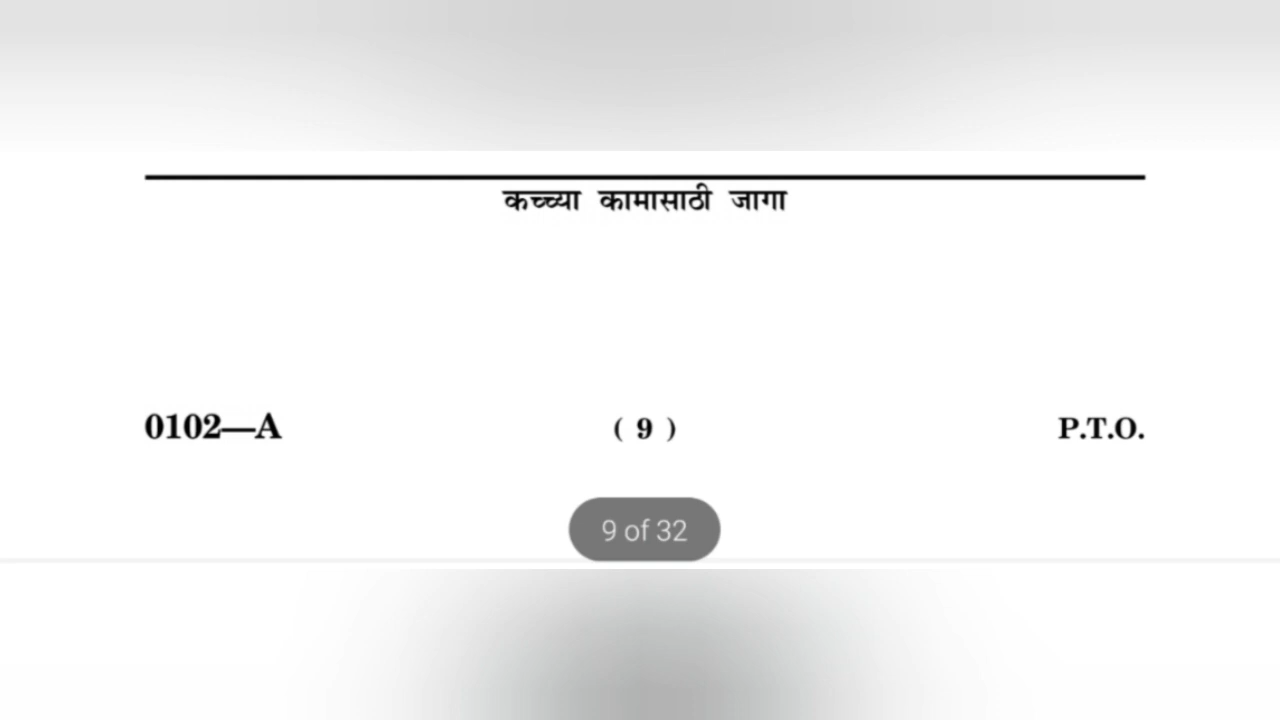 कच्च्या कामासाठी जागा
0102—A ( 9 ) P.T.O.
9 of 32